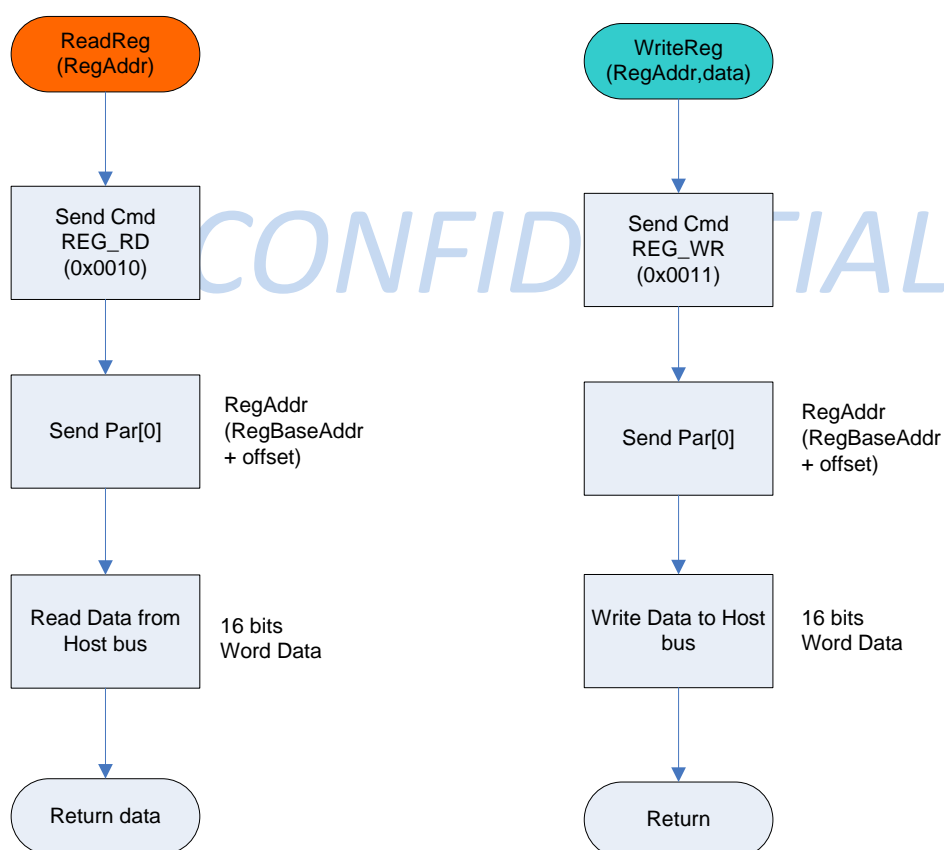 ReadReg
(RegAddr)
Send Cmd
REG_RD
(0x0010)
Send Par[0]
RegAddr
(RegBaseAddr
+ offset)
Read Data from
Host bus
16 bits
Word Data
Return data
WriteReg
(RegAddr,data)
Send Cmd
REG_WR
(0x0011)
Send Par[0]
RegAddr
(RegBaseAddr
+ offset)
Write Data to Host
bus
16 bits
Word Data
Return
CONFID TIAL